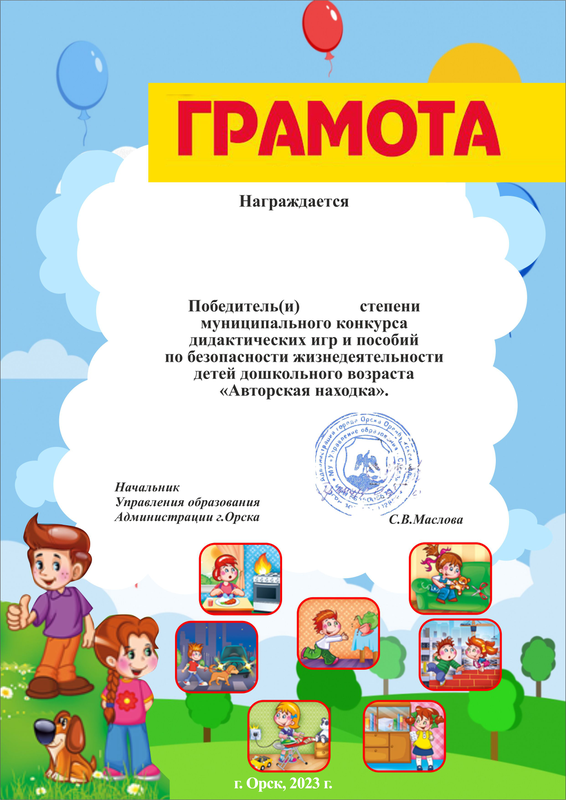 ГРАМОТА
Награждается
Победитель(и) степени
муниципального конкурса
дидактических игр и пособий
по безопасности жизнедеятельности
детей дошкольного возраста
«Авторская находка».
Начальник
Управления образования
Администрации г.Орска
С.В.Маслова
г. Орск, 2023 г.